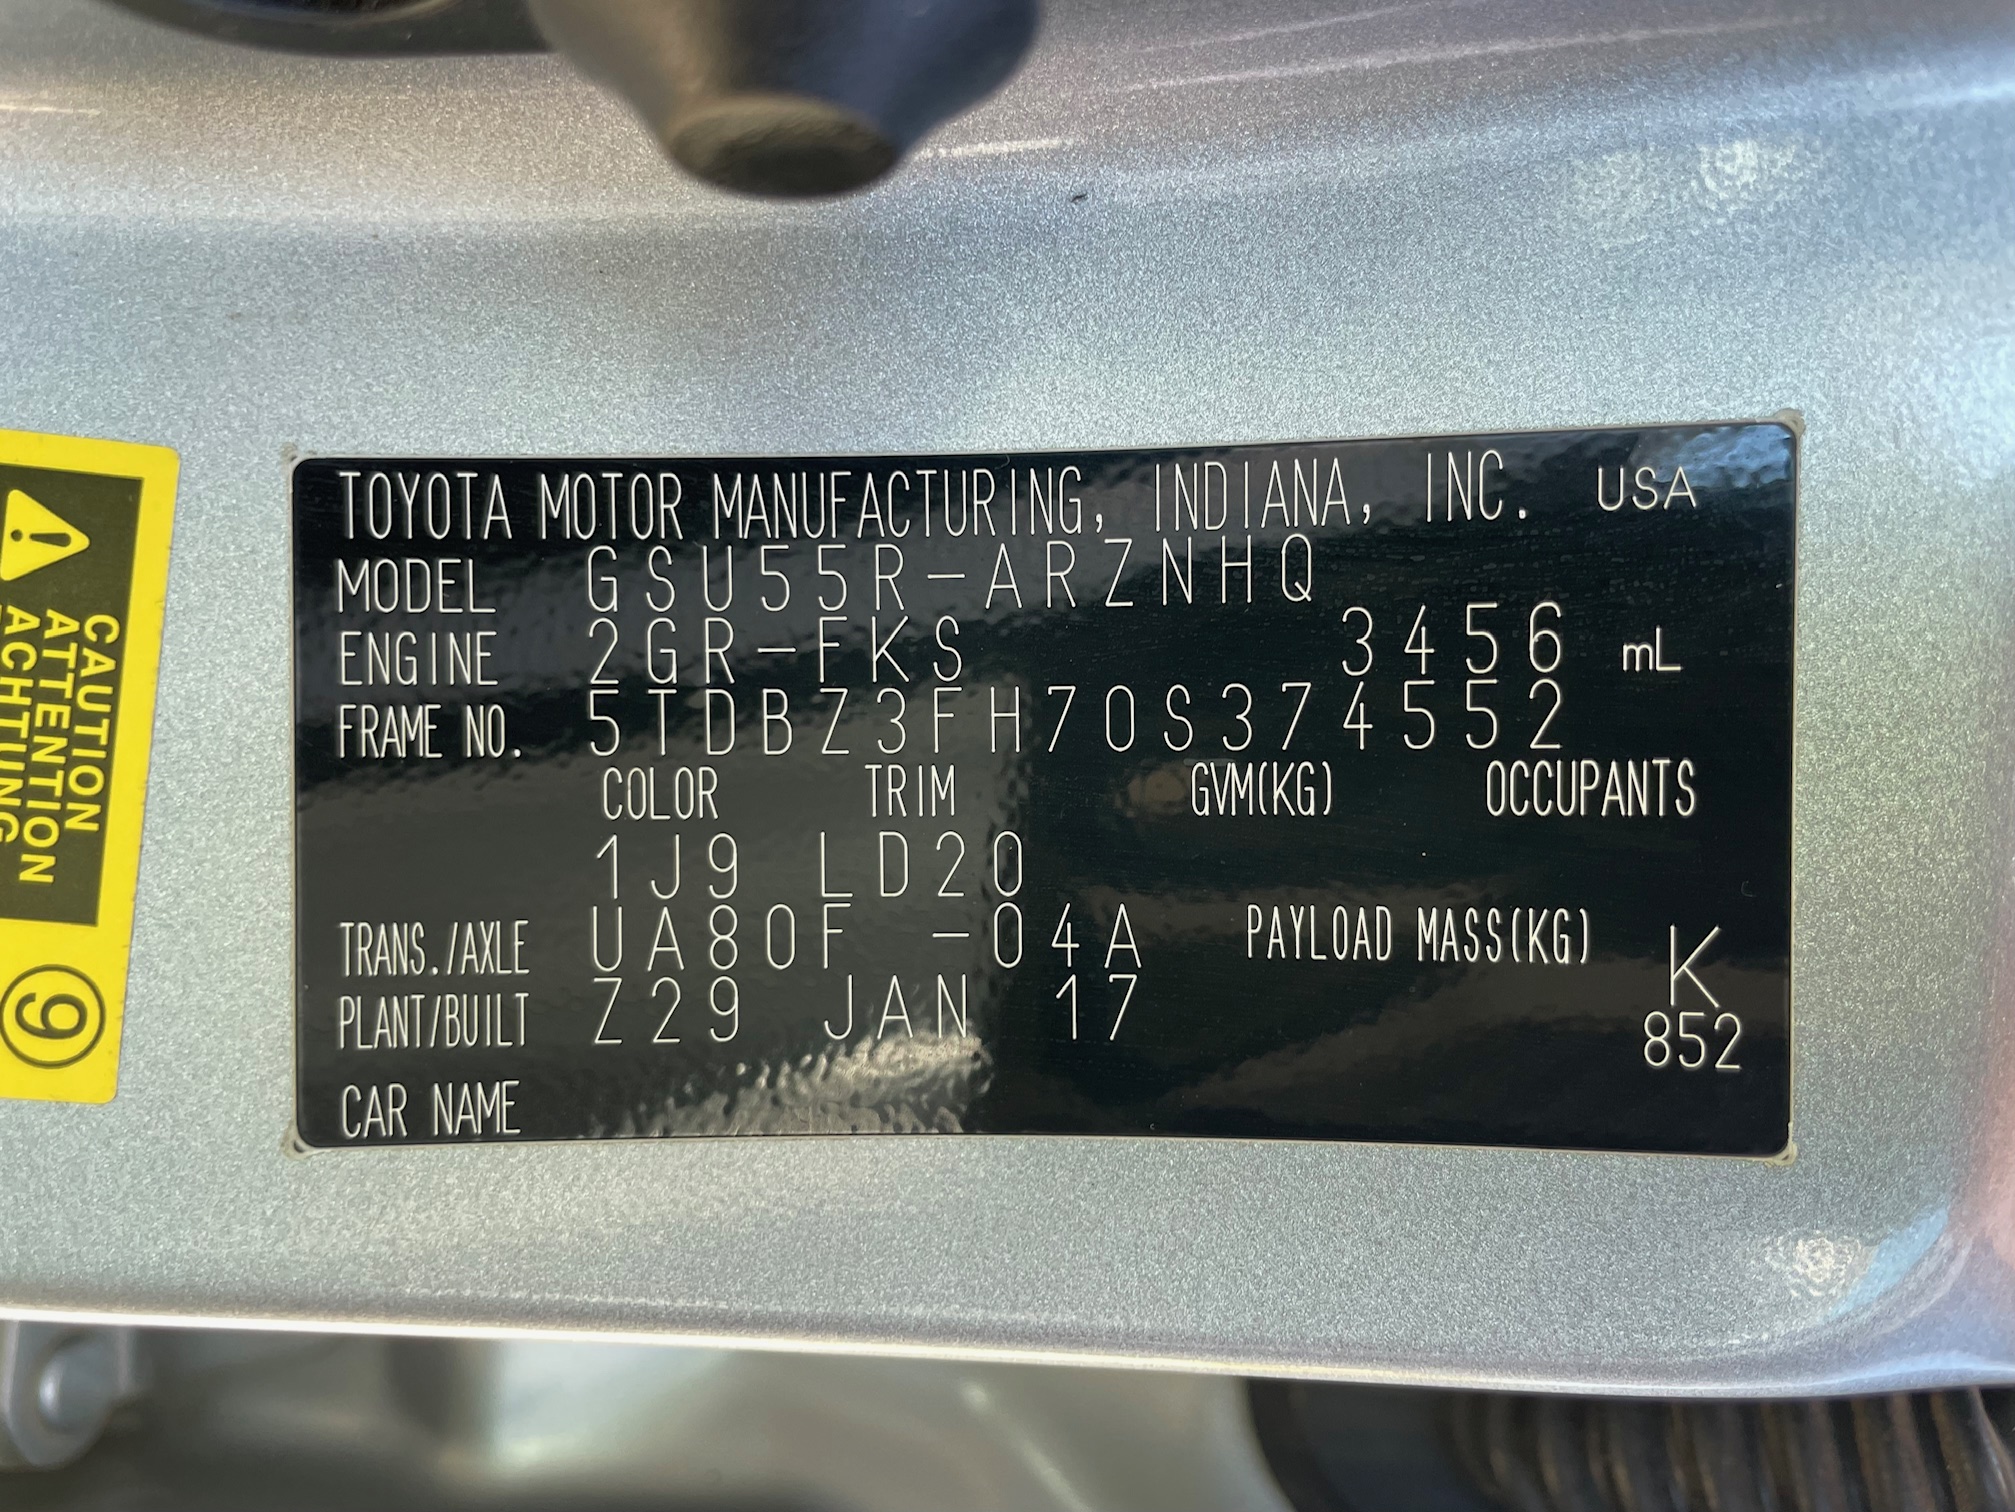 TOYOTA MOTOR MANUFACTURING, INDIANA, INC. USA
MODEL GSU55R-ARZNHQ
ENGINE 2GR-FKS 3456 mL
FRAME NO. 5TDBZ3FH70S374552
COLOR TRIM GVM(KG) OCCUPANTS
1J9 LD20
TRANS./AXLE UA80F -04A PAYLOAD MASS(KG) K
PLANT/BUILT Z29 JAN 17 852
CAR NAME
CAUTION
ATTENTION
ACHTUNG
9